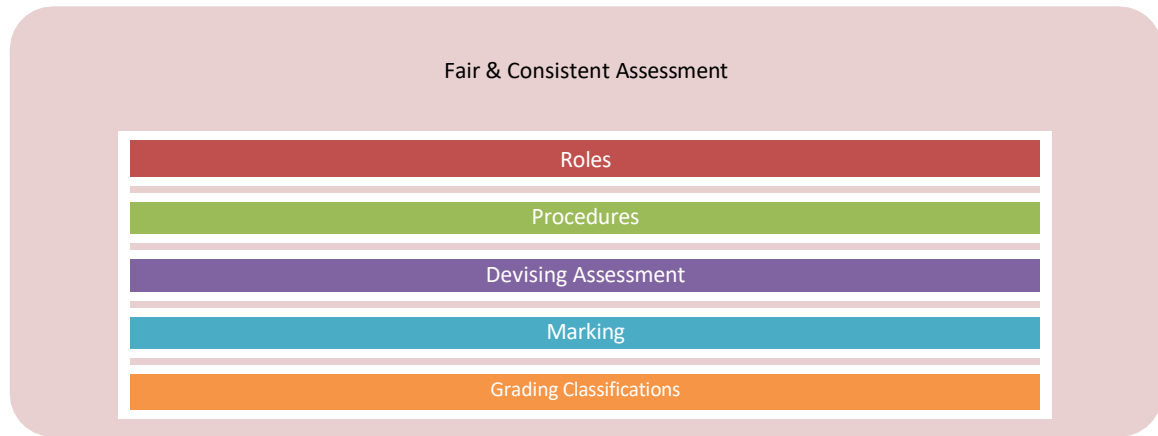 Fair & Consistent Assessment
Roles
Procedures
Devising Assessment
Marking
Grading Classifications